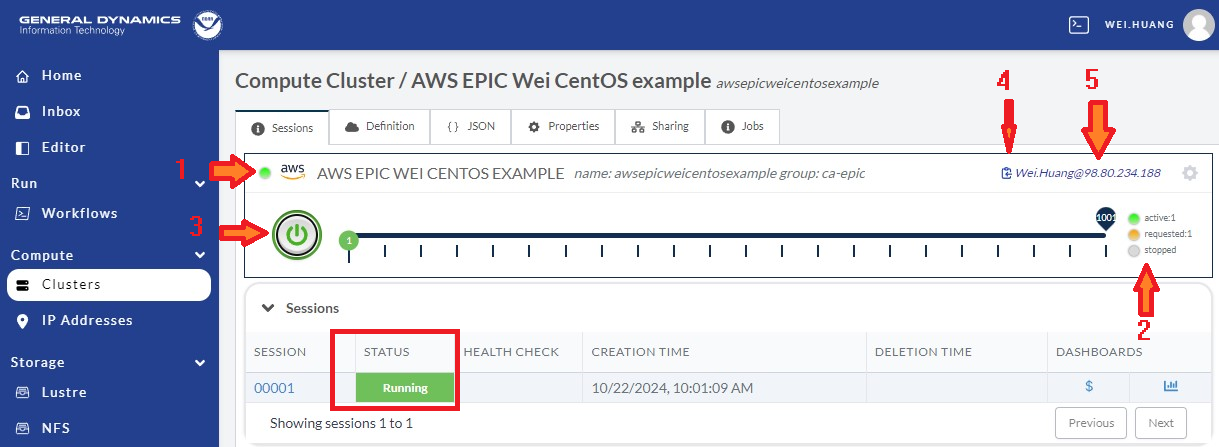 GENERAL DYNAMICS
Information Technology
WEI.HUANG
Home
Inbox
Editor
Run
Workflows
Compute
Clusters
IP Addresses
Storage
Lustre
NFS
Compute Cluster / AWS EPIC Wei CentOS example awsepicweicentosexample
4
5
Sessions
Definition
{ } JSON
Properties
Sharing
Jobs
1
aws
AWS EPIC WEI CENTOS EXAMPLE name: awsepicweicentosexample group: ca-epic
Wei.Huang@98.80.234.188
3
1
1001
active:1
requested:1
stopped
2
Sessions
SESSION STATUS HEALTH CHECK CREATION TIME DELETION TIME DASHBOARDS
00001 Running 10/22/2024, 10:01:09 AM $
Showing sessions 1 to 1
Previous
Next